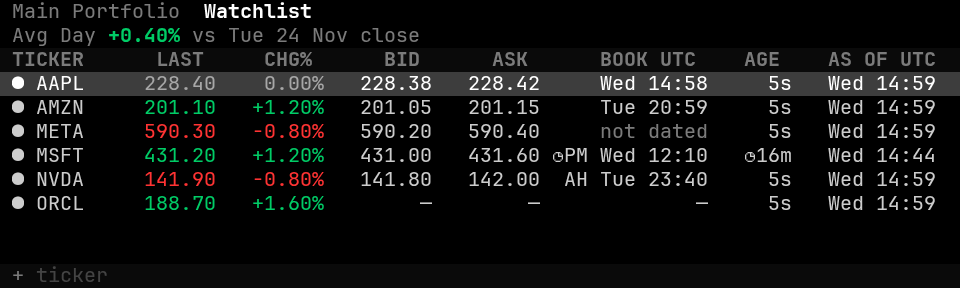 Main Portfolio Watchlist
Avg Day +0.40% vs Tue 24 Nov close
TICKER LAST CHG% BID ASK BOOK UTC AGE AS OF UTC
● AAPL 228.40 0.00% 228.38 228.42 Wed 14:58 5s Wed 14:59
● AMZN 201.10 +1.20% 201.05 201.15 Tue 20:59 5s Wed 14:59
● META 590.30 -0.80% 590.20 590.40 not dated 5s Wed 14:59
● MSFT 431.20 +1.20% 431.00 431.60 ◔PM Wed 12:10 ◔16m Wed 14:44
● NVDA 141.90 -0.80% 141.80 142.00 AH Tue 23:40 5s Wed 14:59
● ORCL 188.70 +1.60% — — — 5s Wed 14:59
+ ticker